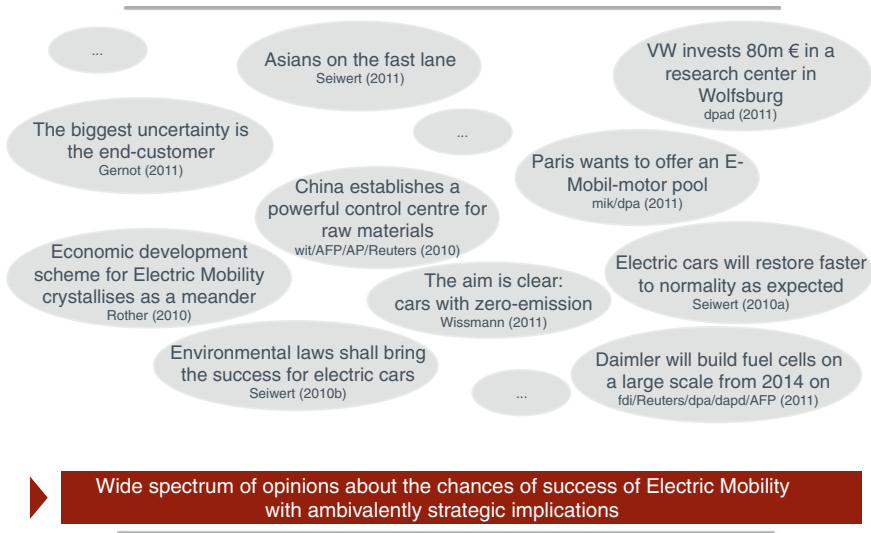 ...
Asians on the fast lane
Seiwert (2011)
VW invests 80m € in a
research center in
Wolfsburg
dpad (2011)
The biggest uncertainty is
the end-customer
Gernot (2011)
...
Paris wants to offer an E-
Mobil-motor pool
mik/dpa (2011)
China establishes a
powerful control centre for
raw materials
wit/AFP/AP/Reuters (2010)
Economic development
scheme for Electric Mobility
crystallises as a meander
Rother (2010)
The aim is clear:
cars with zero-emission
Wissmann (2011)
Electric cars will restore faster
to normality as expected
Seiwert (2010a)
Environmental laws shall bring
the success for electric cars
Seiwert (2010b)
...
Daimler will build fuel cells on
a large scale from 2014 on
fdi/Reuters/dpa/dapd/AFP (2011)
Wide spectrum of opinions about the chances of success of Electric Mobility
with ambivalently strategic implications